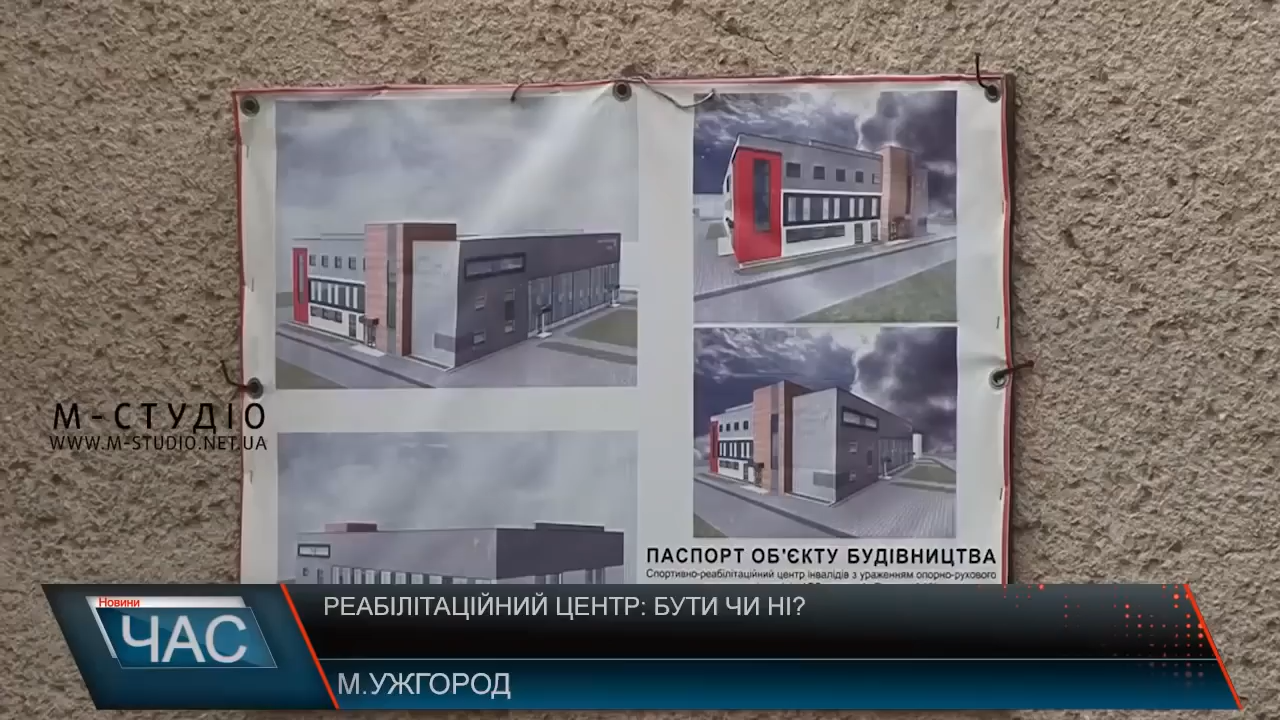 М-СТУДІО
WWW.M-STUDIO.NET.UA
ПАСПОРТ ОБ'ЄКТУ БУДІВНИЦТВА
Спортивно-реабілітаційний центр інвалідів з ураженням опорно-рухового
Новини
ЧАС
РЕАБІЛІТАЦІЙНИЙ ЦЕНТР: БУТИ ЧИ НІ?
М.УЖГОРОД